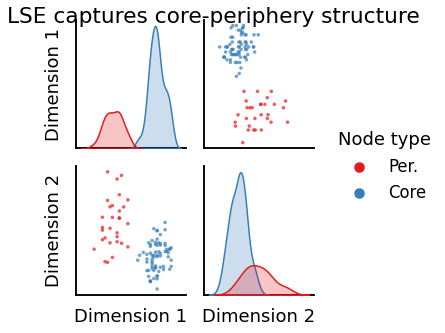 LSE captures core-periphery structure
Dimension 1
Dimension 2
Dimension 1
Dimension 2
Node type
Per.
Core